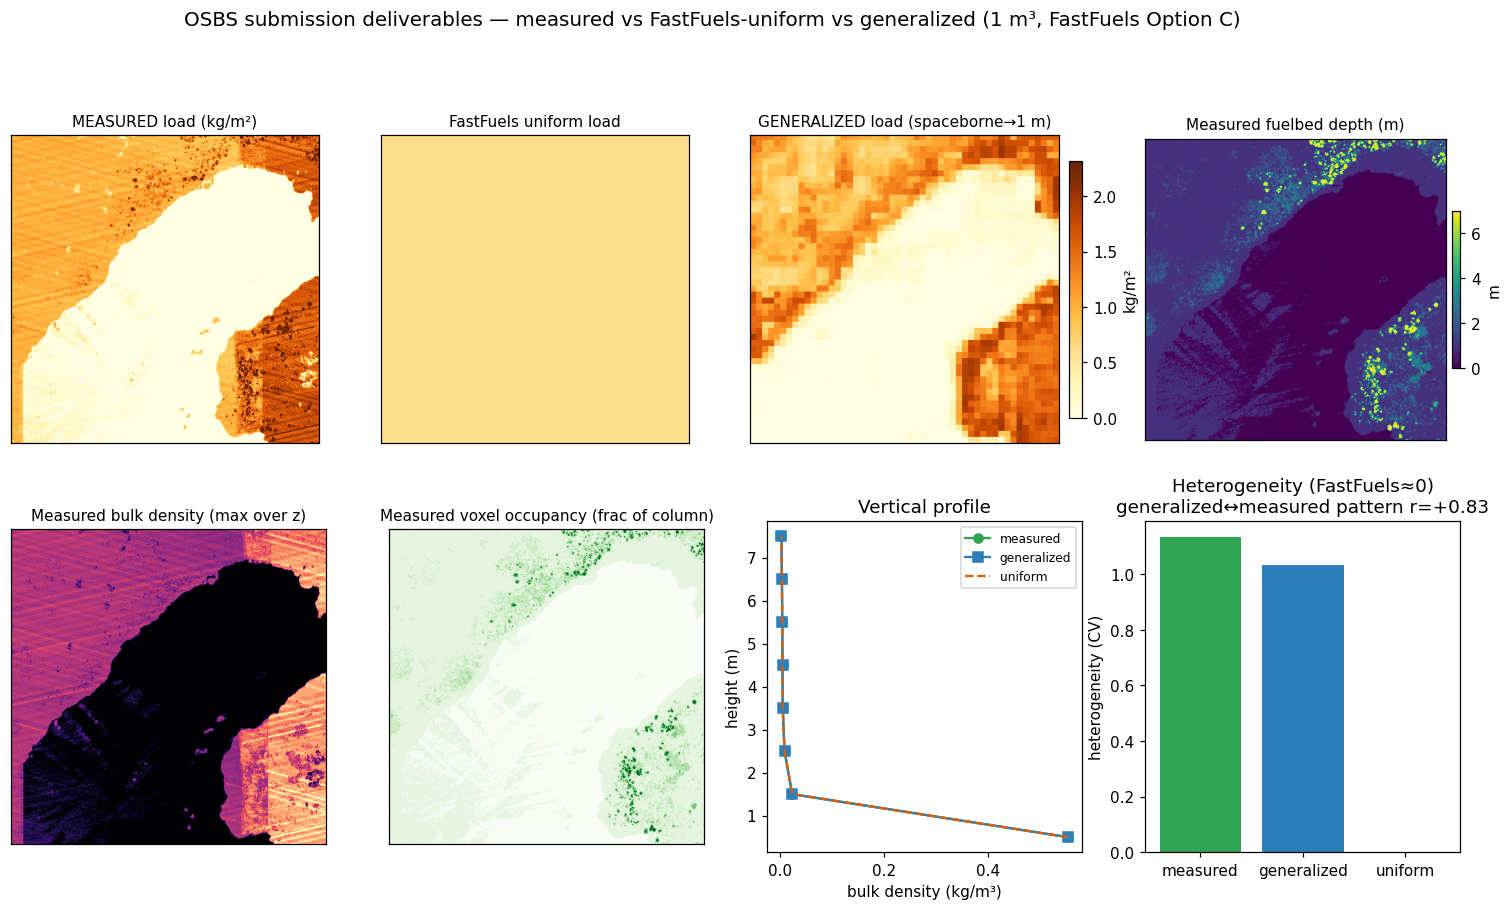 OSBS submission deliverables — measured vs FastFuels-uniform vs generalized (1 m³, FastFuels Option C)
MEASURED load (kg/m²)
FastFuels uniform load
GENERALIZED load (spaceborne→1 m)
2.0
1.5
1.0
0.5
0.0
kg/m²
Measured fuelbed depth (m)
6
4
2
0
m
Measured bulk density (max over z)
Measured voxel occupancy (frac of column)
Vertical profile
measured
generalized
uniform
7
6
5
4
3
2
1
height (m)
0.0
0.2
0.4
bulk density (kg/m³)
Heterogeneity (FastFuels≈0)
generalized↔measured pattern r=+0.83
1.0
0.8
0.6
0.4
0.2
0.0
heterogeneity (CV)
measured
generalized
uniform